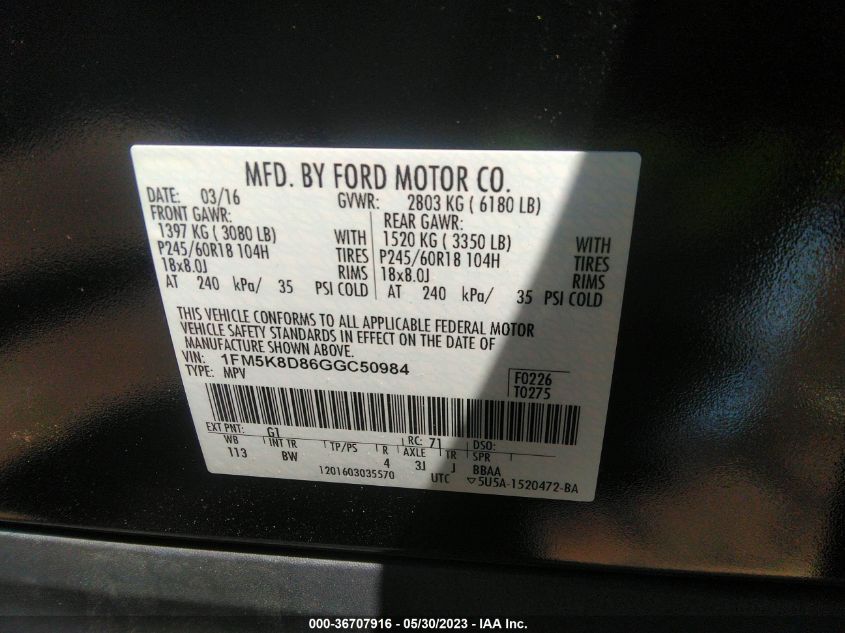 MFD. BY FORD MOTOR CO.
DATE: 03/16 GVWR: 2803 KG ( 6180 LB)
FRONT GAWR: REAR GAWR:
1397 KG ( 3080 LB) WITH 1520 KG ( 3350 LB) WITH
P245/60R18 104H TIRES P245/60R18 104H TIRES
18x8.0J RIMS 18x8.0J RIMS
AT 240 kPa/ 35 PSI COLD AT 240 kPa/ 35 PSI COLD
THIS VEHICLE CONFORMS TO ALL APPLICABLE FEDERAL MOTOR
VEHICLE SAFETY STANDARDS IN EFFECT ON THE DATE OF
MANUFACTURE SHOWN ABOVE.
VIN: 1FM5K8D86GGC50984
TYPE: MPV
F0226
T0275
EXT PNT: G1 RC: 71 DSO:
WB INT TR TP/PS R AXLE TR SPR
113 BW 4 3J J BBAA
1201603035570 UTC ▽5U5A-1520472-BA
000-36707916 - 05/30/2023 - IAA Inc.